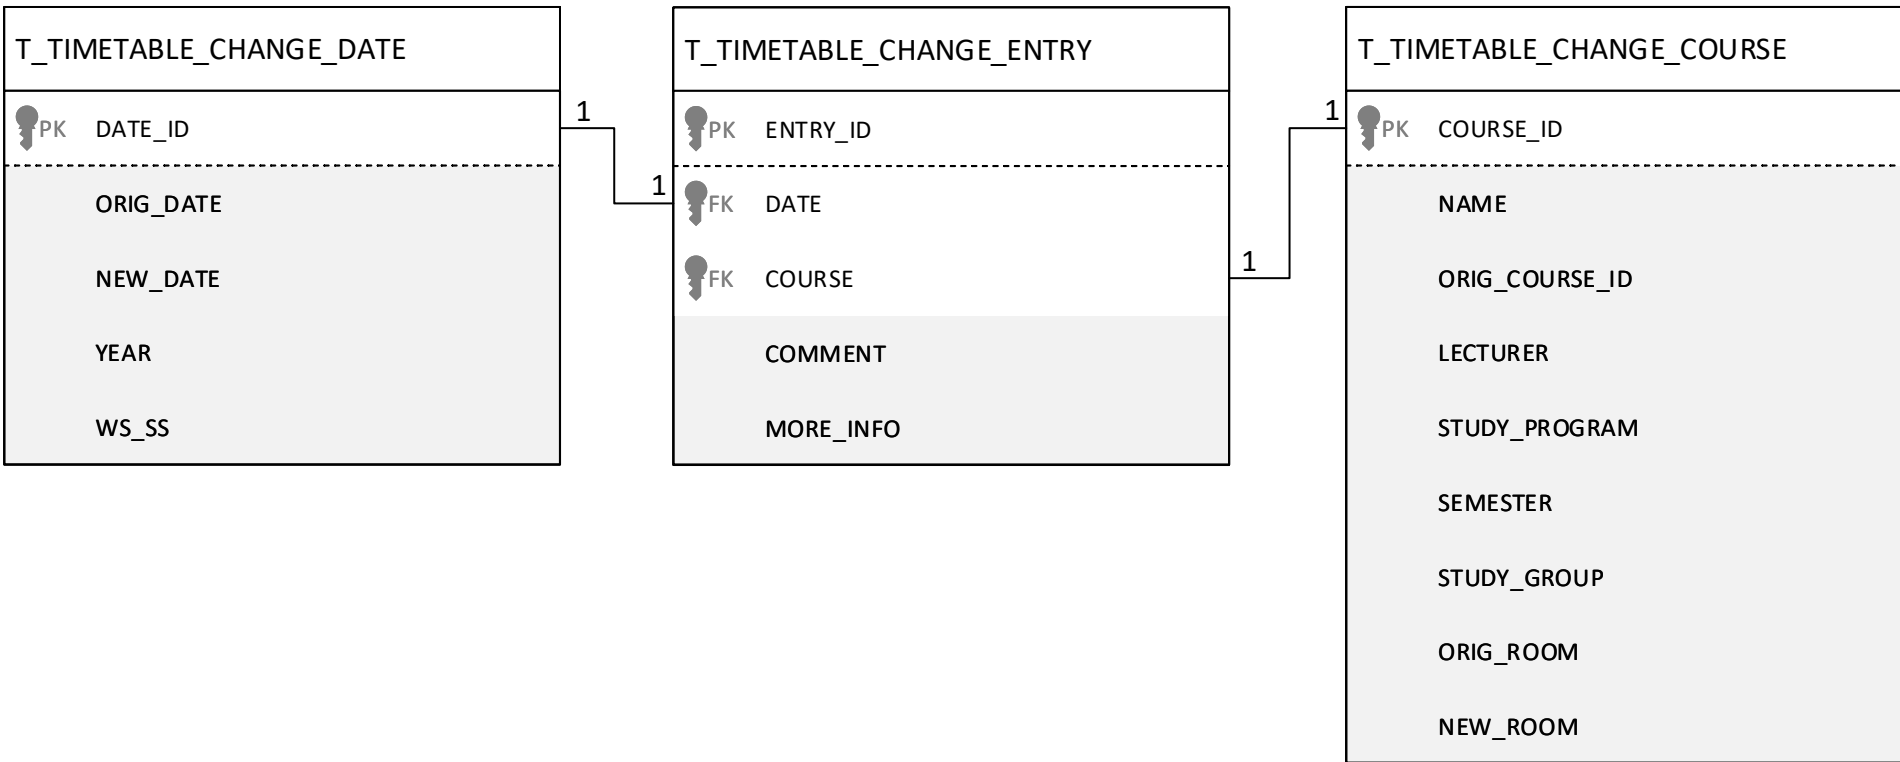 T_TIMETABLE_CHANGE_DATE
PK DATE_ID
ORIG_DATE
NEW_DATE
YEAR
WS_SS
1
1
T_TIMETABLE_CHANGE_ENTRY
PK ENTRY_ID
FK DATE
FK COURSE
COMMENT
MORE_INFO
1
1
T_TIMETABLE_CHANGE_COURSE
PK COURSE_ID
NAME
ORIG_COURSE_ID
LECTURER
STUDY_PROGRAM
SEMESTER
STUDY_GROUP
ORIG_ROOM
NEW_ROOM